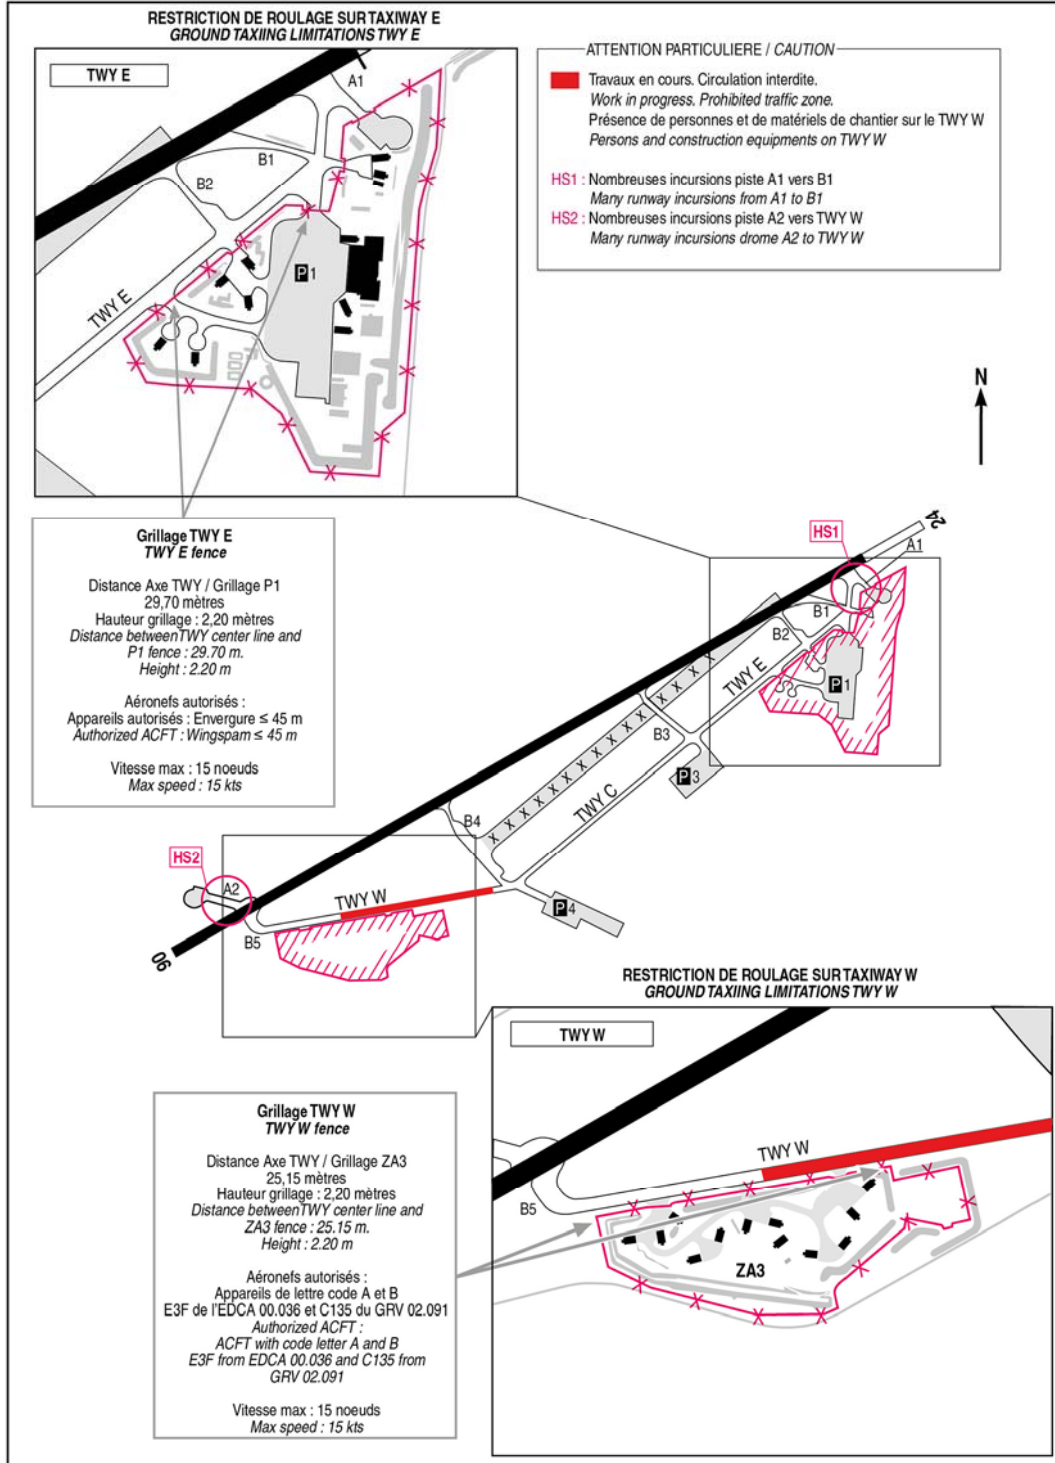 RESTRICTION DE ROULAGE SUR TAXIWAY E
GROUND TAXIING LIMITATIONS TWY E
TWY E
A1
B1
B2
P1
TWY E
ATTENTION PARTICULIERE / CAUTION
Travaux en cours. Circulation interdite.
Work in progress. Prohibited traffic zone.
Présence de personnes et de matériels de chantier sur le TWY W
Persons and construction equipments on TWY W
HS1 : Nombreuses incursions piste A1 vers B1
Many runway incursions from A1 to B1
HS2 : Nombreuses incursions piste A2 vers TWY W
Many runway incursions drome A2 to TWY W
N
Grillage TWY E
TWY E fence
Distance Axe TWY / Grillage P1
29,70 mètres
Hauteur grillage : 2,20 mètres
Distance between TWY center line and
P1 fence : 29.70 m.
Height : 2.20 m
Aéronefs autorisés :
Appareils autorisés : Envergure ≤ 45 m
Authorized ACFT : Wingspam ≤ 45 m
Vitesse max : 15 noeuds
Max speed : 15 kts
24
HS1
A1
B1
B2
TWY E
P1
B3
P3
TWY C
B4
HS2
A2
TWY W
P4
B5
06
RESTRICTION DE ROULAGE SUR TAXIWAY W
GROUND TAXIING LIMITATIONS TWY W
TWY W
TWY W
B5
ZA3
Grillage TWY W
TWY W fence
Distance Axe TWY / Grillage ZA3
25,15 mètres
Hauteur grillage : 2,20 mètres
Distance between TWY center line and
ZA3 fence : 25.15 m.
Height : 2.20 m
Aéronefs autorisés :
Appareils de lettre code A et B
E3F de l'EDCA 00.036 et C135 du GRV 02.091
Authorized ACFT :
ACFT with code letter A and B
E3F from EDCA 00.036 and C135 from
GRV 02.091
Vitesse max : 15 noeuds
Max speed : 15 kts